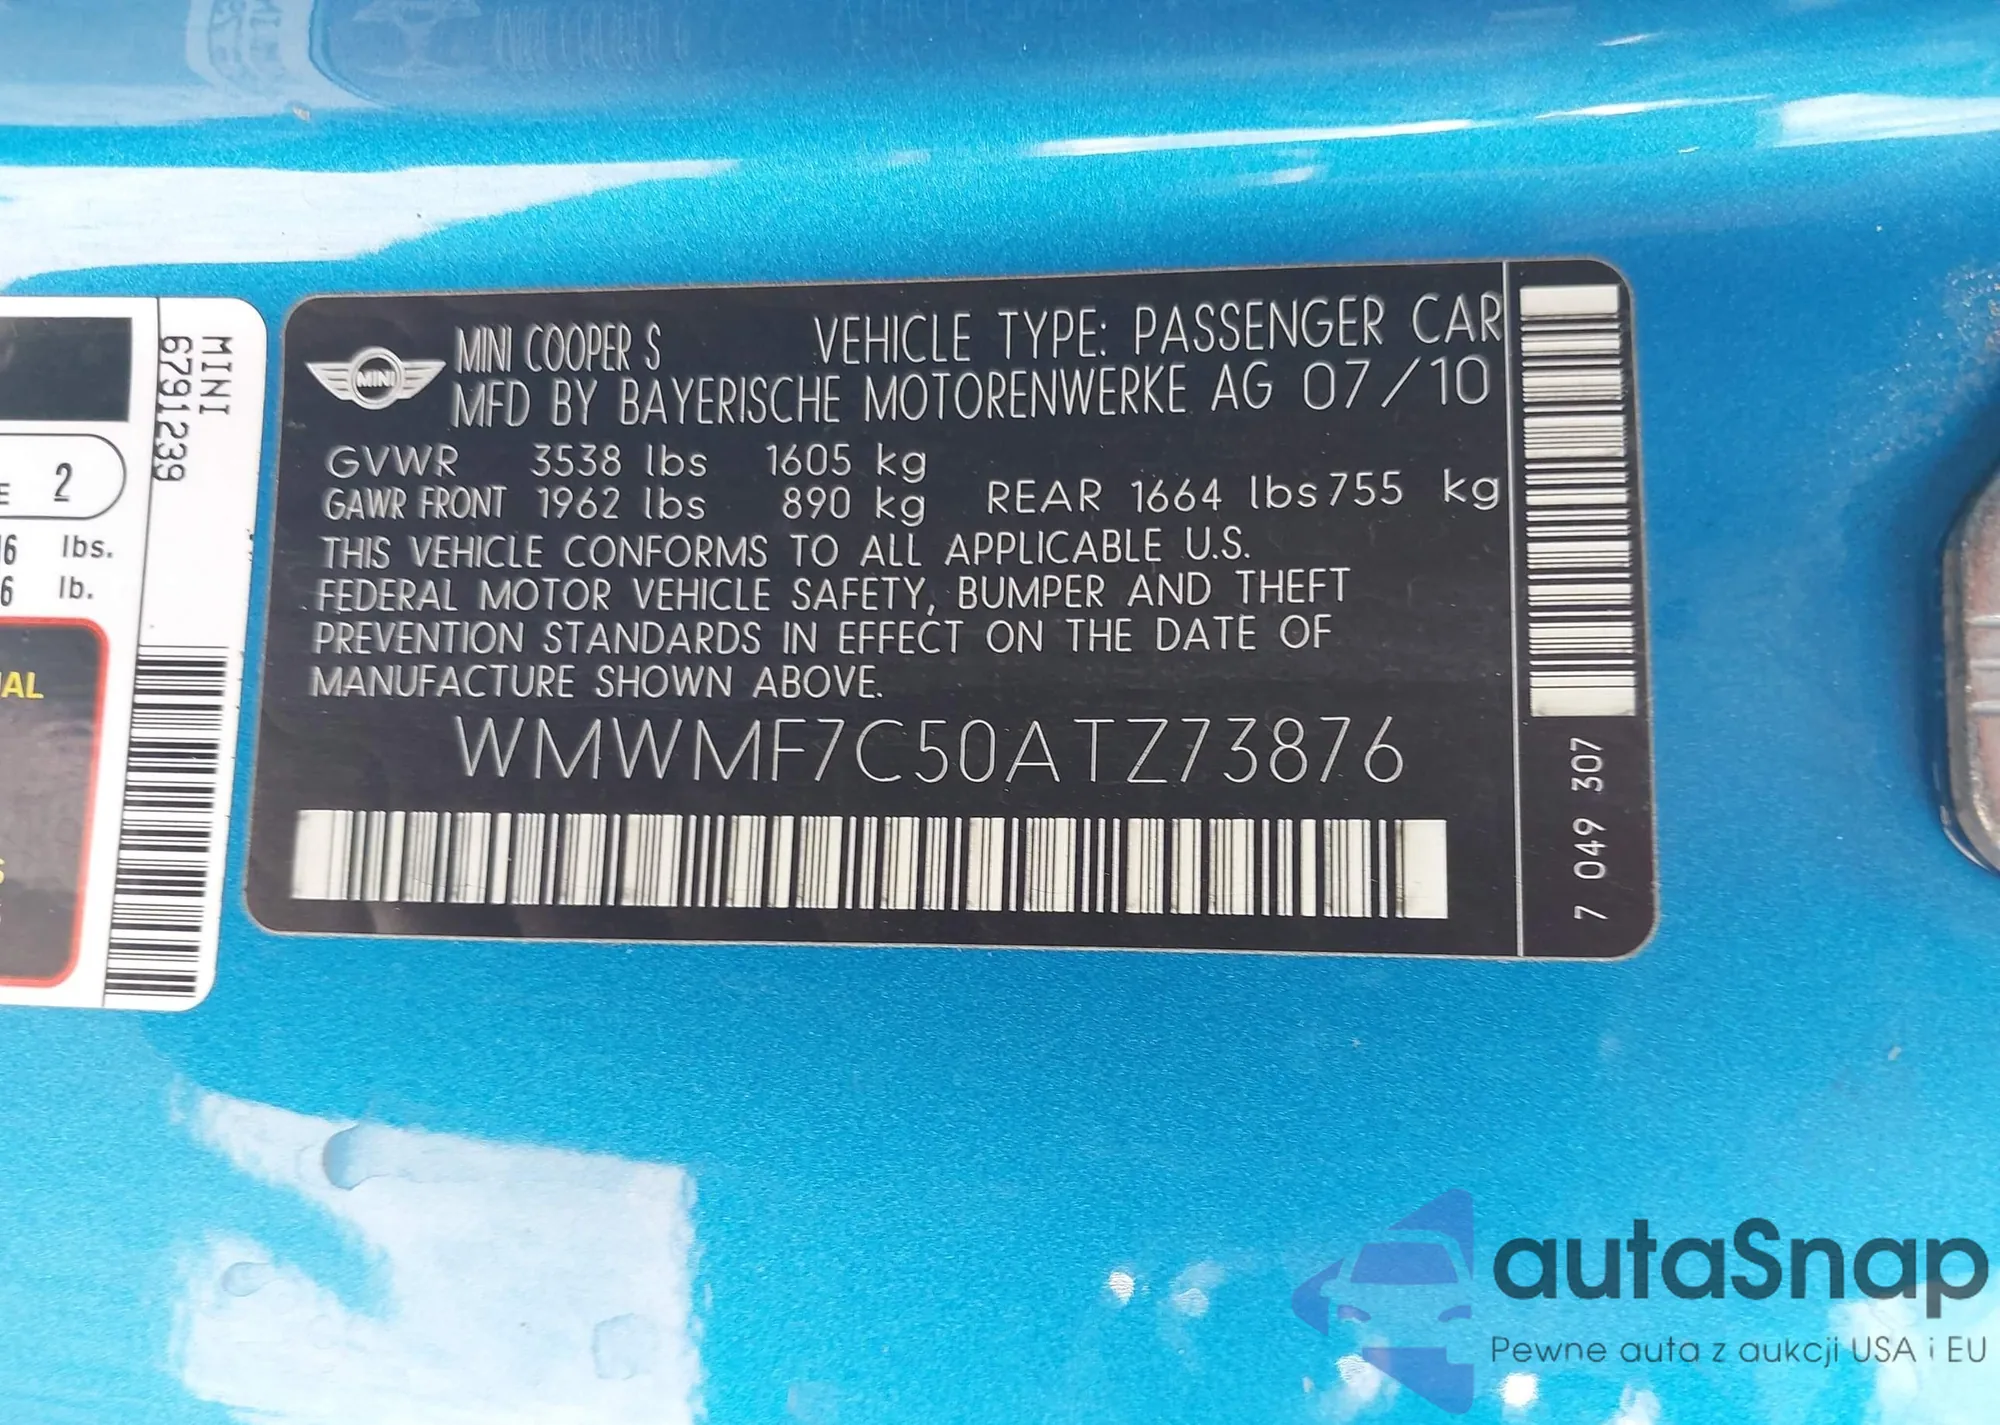 MINI
6791239
E 2
lbs.
6 lb.
MINI
MINI COOPER S VEHICLE TYPE: PASSENGER CAR
MFD BY BAYERISCHE MOTORENWERKE AG 07/10
GVWR 3538 lbs 1605 kg
GAWR FRONT 1962 lbs 890 kg REAR 1664 lbs 755 kg
THIS VEHICLE CONFORMS TO ALL APPLICABLE U.S.
FEDERAL MOTOR VEHICLE SAFETY, BUMPER AND THEFT
PREVENTION STANDARDS IN EFFECT ON THE DATE OF
MANUFACTURE SHOWN ABOVE.
WMWMF7C50ATZ73876
7 049 307
autaSnap
Pewne auta z aukcji USA i EU